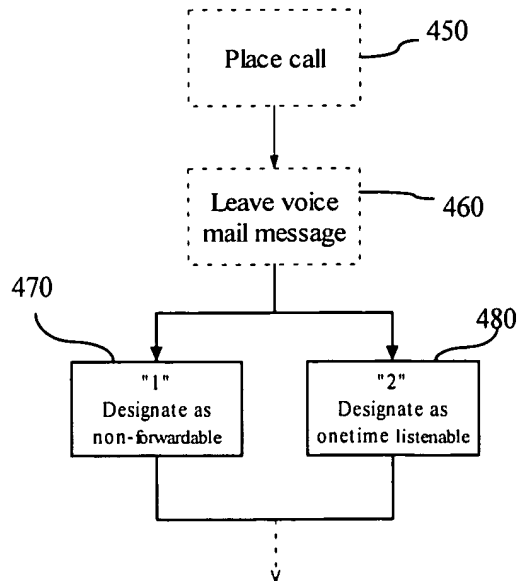 450
Place call
Leave voice
mail message
460
470
480
"1"
Designate as
non-forwardable
"2"
Designate as
onetime listenable